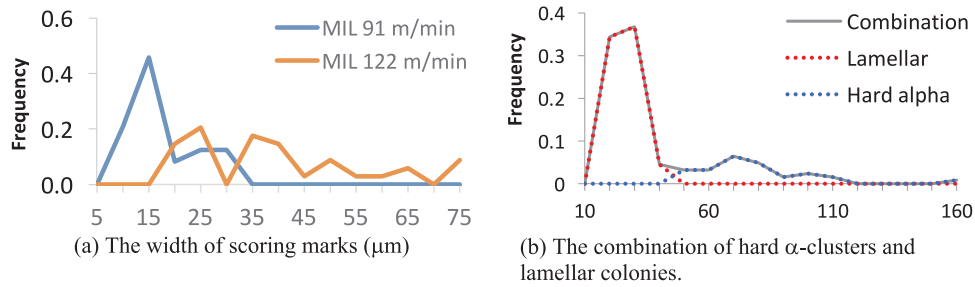 0.6
0.4
0.2
0.0
Frequency
MIL 91 m/min
MIL 122 m/min
5 15 25 35 45 55 65 75
(a) The width of scoring marks (μm)
0.4
0.3
0.2
0.1
0
Frequency
Combination
Lamellar
Hard alpha
10 60 110 160
(b) The combination of hard α-clusters and
lamellar colonies.